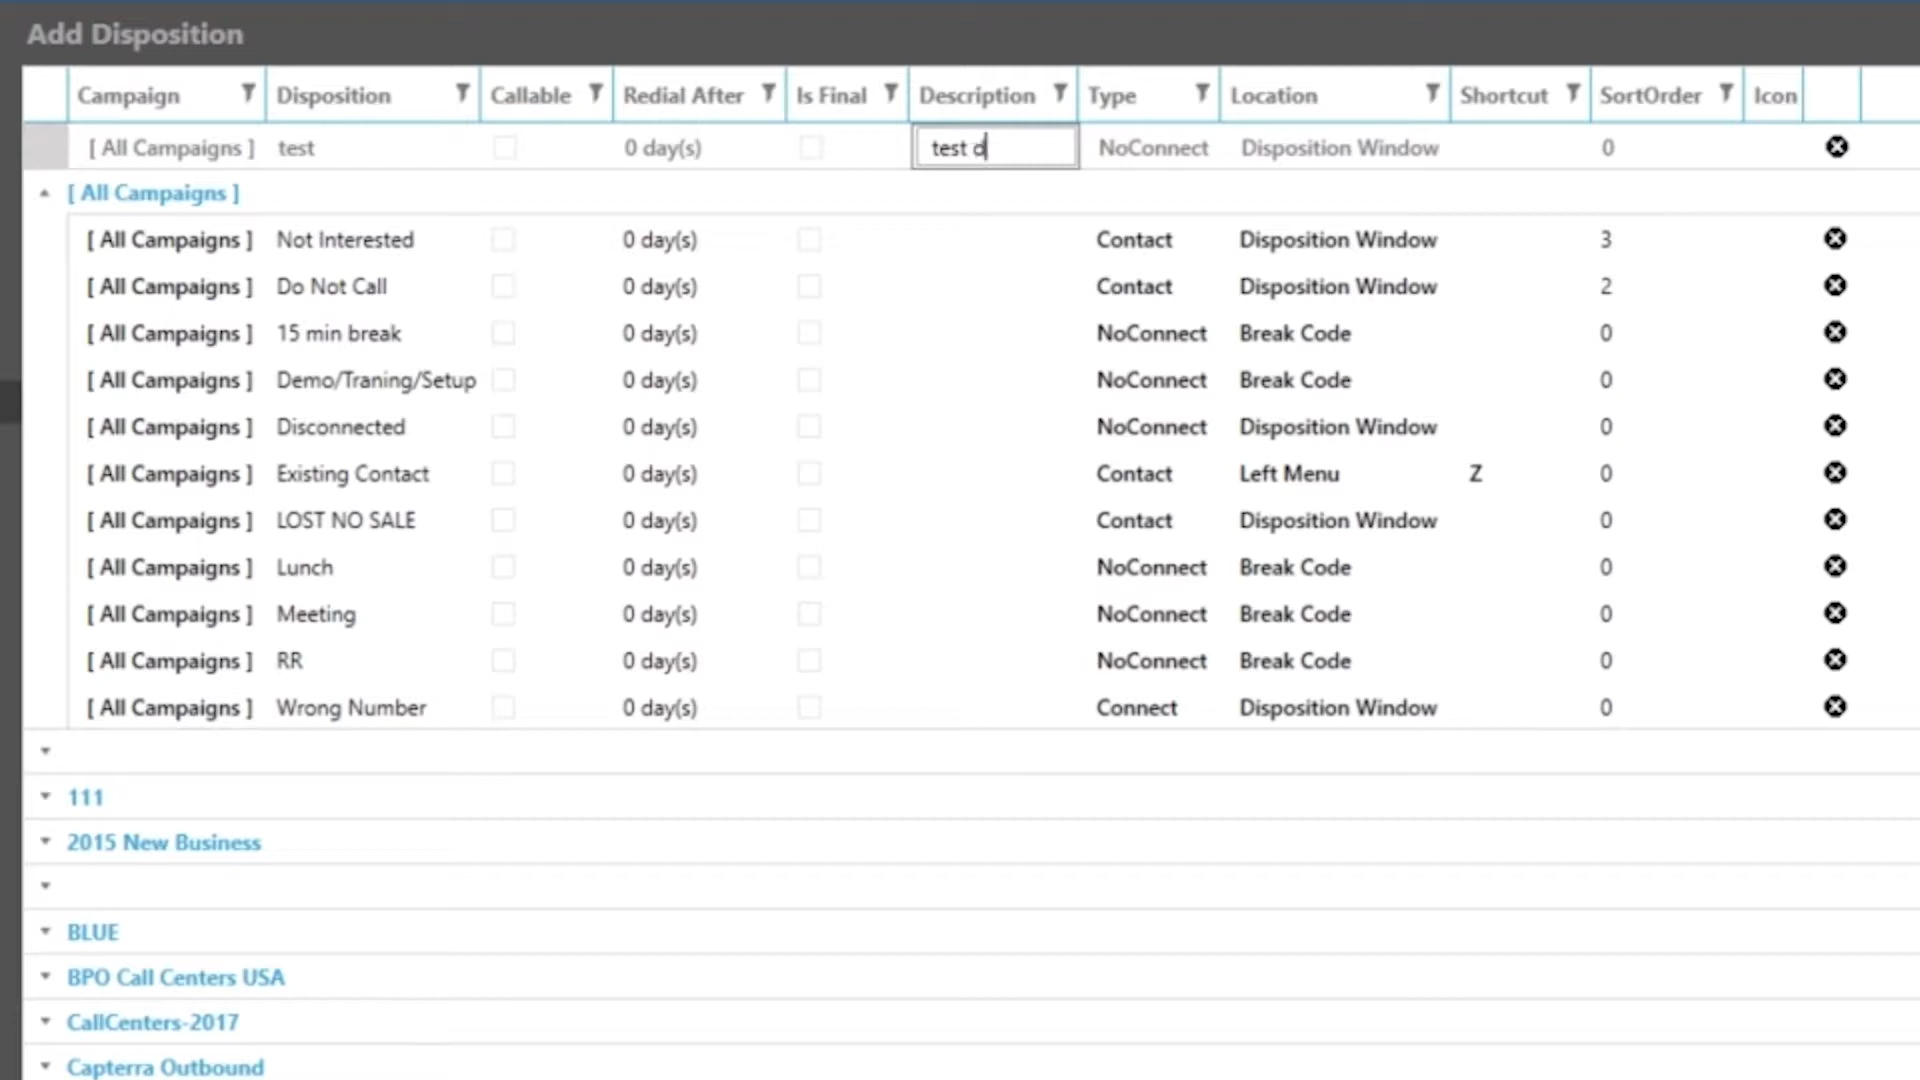 Add Disposition
Campaign Disposition Callable Redial After Is Final Description Type Location Shortcut SortOrder Icon
[ All Campaigns ] test 0 day(s) test d NoConnect Disposition Window 0
[ All Campaigns ]
[ All Campaigns ] Not Interested 0 day(s) Contact Disposition Window 3
[ All Campaigns ] Do Not Call 0 day(s) Contact Disposition Window 2
[ All Campaigns ] 15 min break 0 day(s) NoConnect Break Code 0
[ All Campaigns ] Demo/Traning/Setup 0 day(s) NoConnect Break Code 0
[ All Campaigns ] Disconnected 0 day(s) NoConnect Disposition Window 0
[ All Campaigns ] Existing Contact 0 day(s) Contact Left Menu Z 0
[ All Campaigns ] LOST NO SALE 0 day(s) Contact Disposition Window 0
[ All Campaigns ] Lunch 0 day(s) NoConnect Break Code 0
[ All Campaigns ] Meeting 0 day(s) NoConnect Break Code 0
[ All Campaigns ] RR 0 day(s) NoConnect Break Code 0
[ All Campaigns ] Wrong Number 0 day(s) Connect Disposition Window 0
111
2015 New Business
BLUE
BPO Call Centers USA
CallCenters-2017
Capterra Outbound